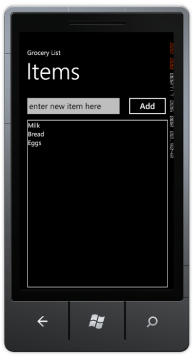 Grocery List
Items
enter new item here
Add
Milk
Bread
Eggs